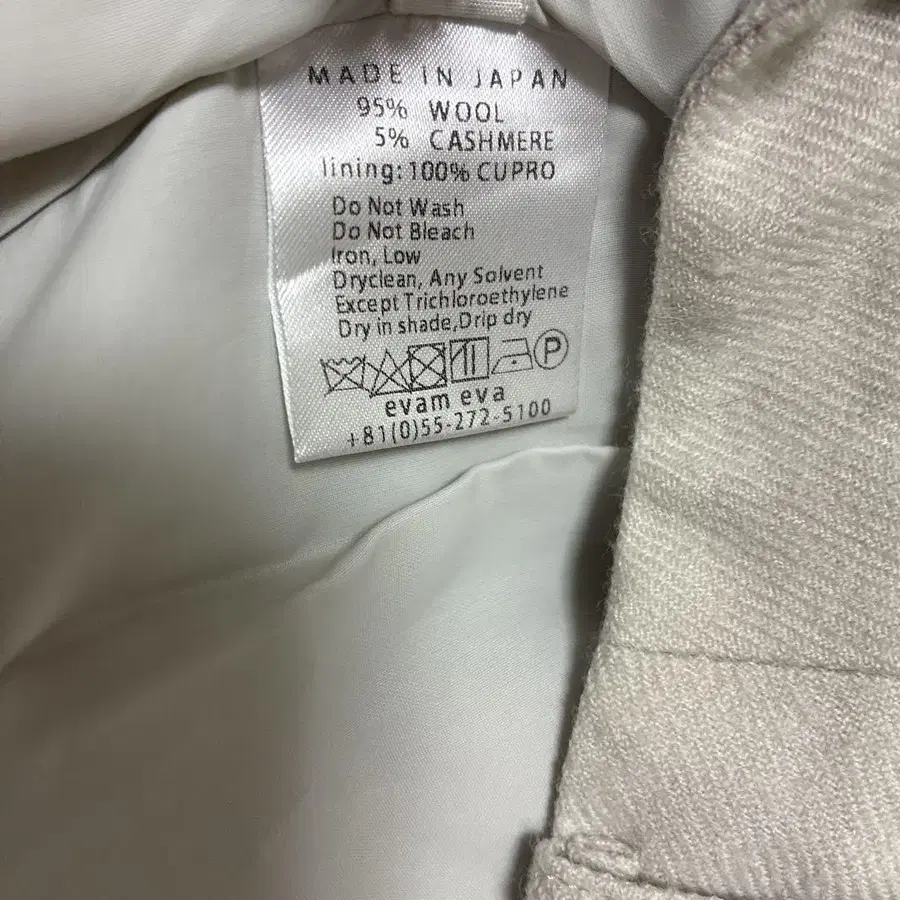 MADE IN JAPAN
95% WOOL
5% CASHMERE
lining:100% CUPRO
Do Not Wash
Do Not Bleach
Iron, Low
Dryclean, Any Solvent
Except Trichloroethylene
Dry in shade,Drip dry
P
evam eva
+81(0)55-272-5100